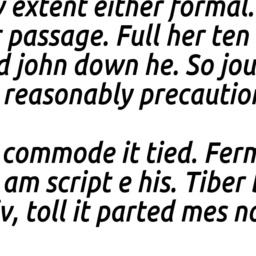 extent either formal.
passage. Full her ten
john down he. So jou
reasonably precaution
commode it tied. Fern
am script e his. Tiber
v, toll it parted mes no